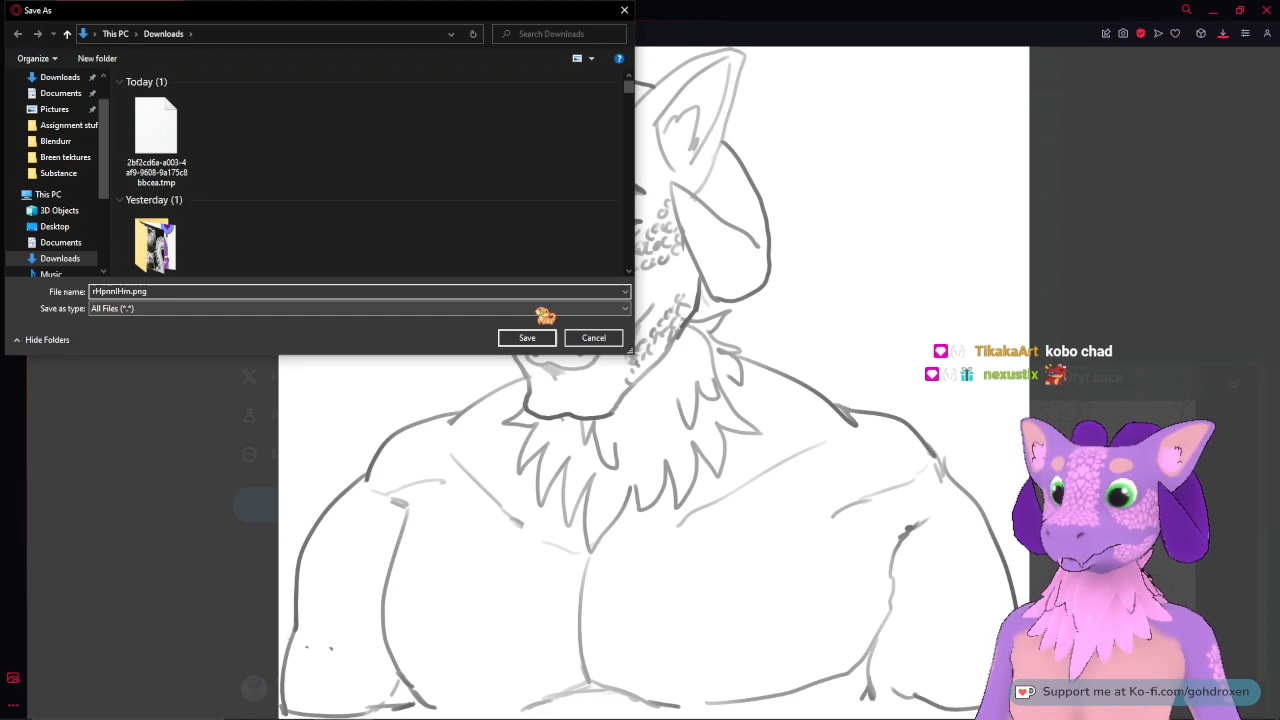 Save As
This PC > Downloads >
Search Downloads
Organize
New folder
Downloads
Documents
Pictures
Assignment stuf
Blendurr
Breen textures
Substance
This PC
3D Objects
Desktop
Documents
Downloads
Music
Today (1)
2bf2cd6a-a003-4
af9-9608-9a175c8
bbcea.tmp
Yesterday (1)
File name:
Save as type: All Files (*.*)
Hide Folders
Save
Cancel
TikakaArt kobo chad
nexustix
Support me at Ko-fi.com/gohdroxen